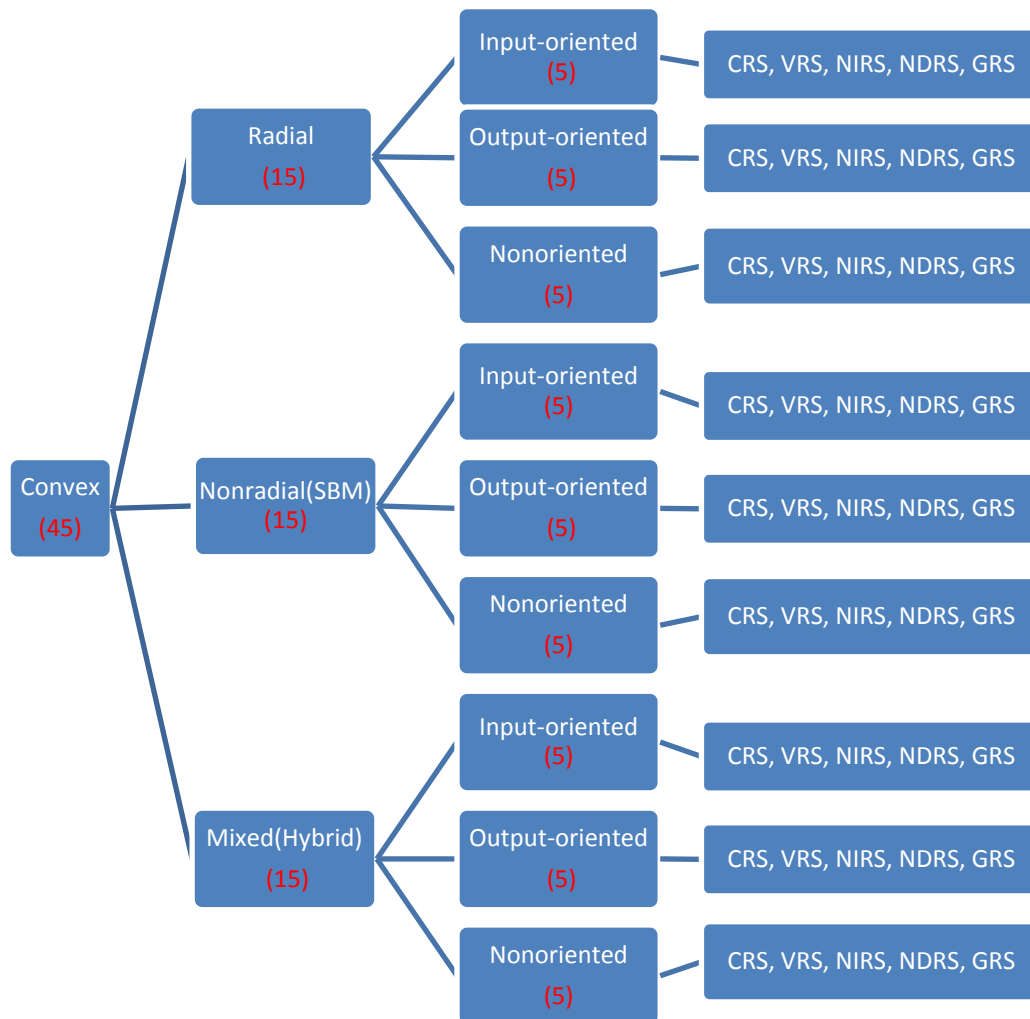 Input-oriented
(5)
CRS, VRS, NIRS, NDRS, GRS
Radial
(15)
Output-oriented
(5)
CRS, VRS, NIRS, NDRS, GRS
Nonoriented
(5)
CRS, VRS, NIRS, NDRS, GRS
Input-oriented
(5)
CRS, VRS, NIRS, NDRS, GRS
Convex
(45)
Nonradial(SBM)
(15)
Output-oriented
(5)
CRS, VRS, NIRS, NDRS, GRS
Nonoriented
(5)
CRS, VRS, NIRS, NDRS, GRS
Input-oriented
(5)
CRS, VRS, NIRS, NDRS, GRS
Mixed(Hybrid)
(15)
Output-oriented
(5)
CRS, VRS, NIRS, NDRS, GRS
Nonoriented
(5)
CRS, VRS, NIRS, NDRS, GRS